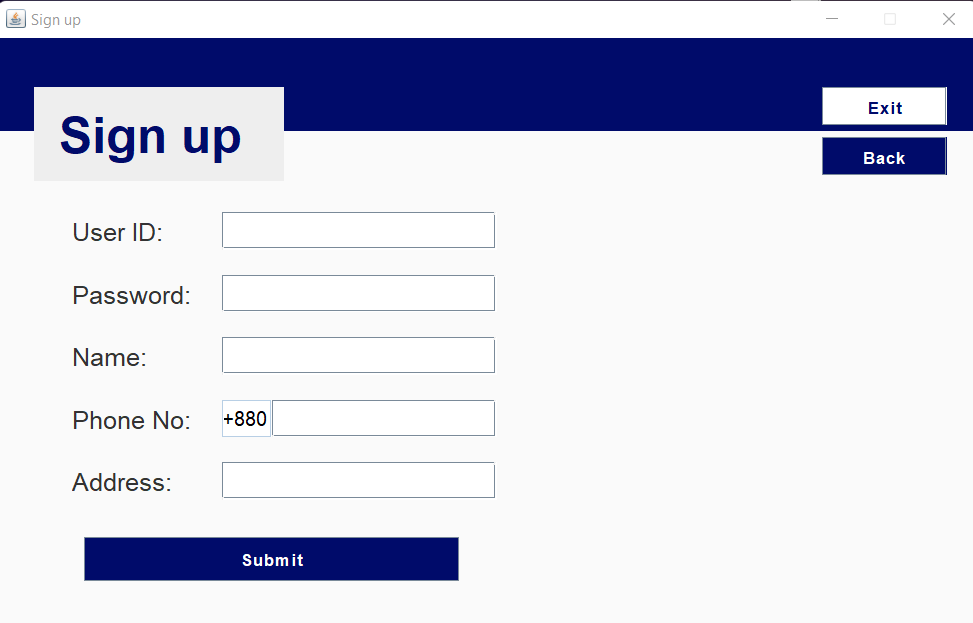 Sign up
Exit
Sign up
Back
User ID:
Password:
Name:
Phone No: +880
Address:
Submit